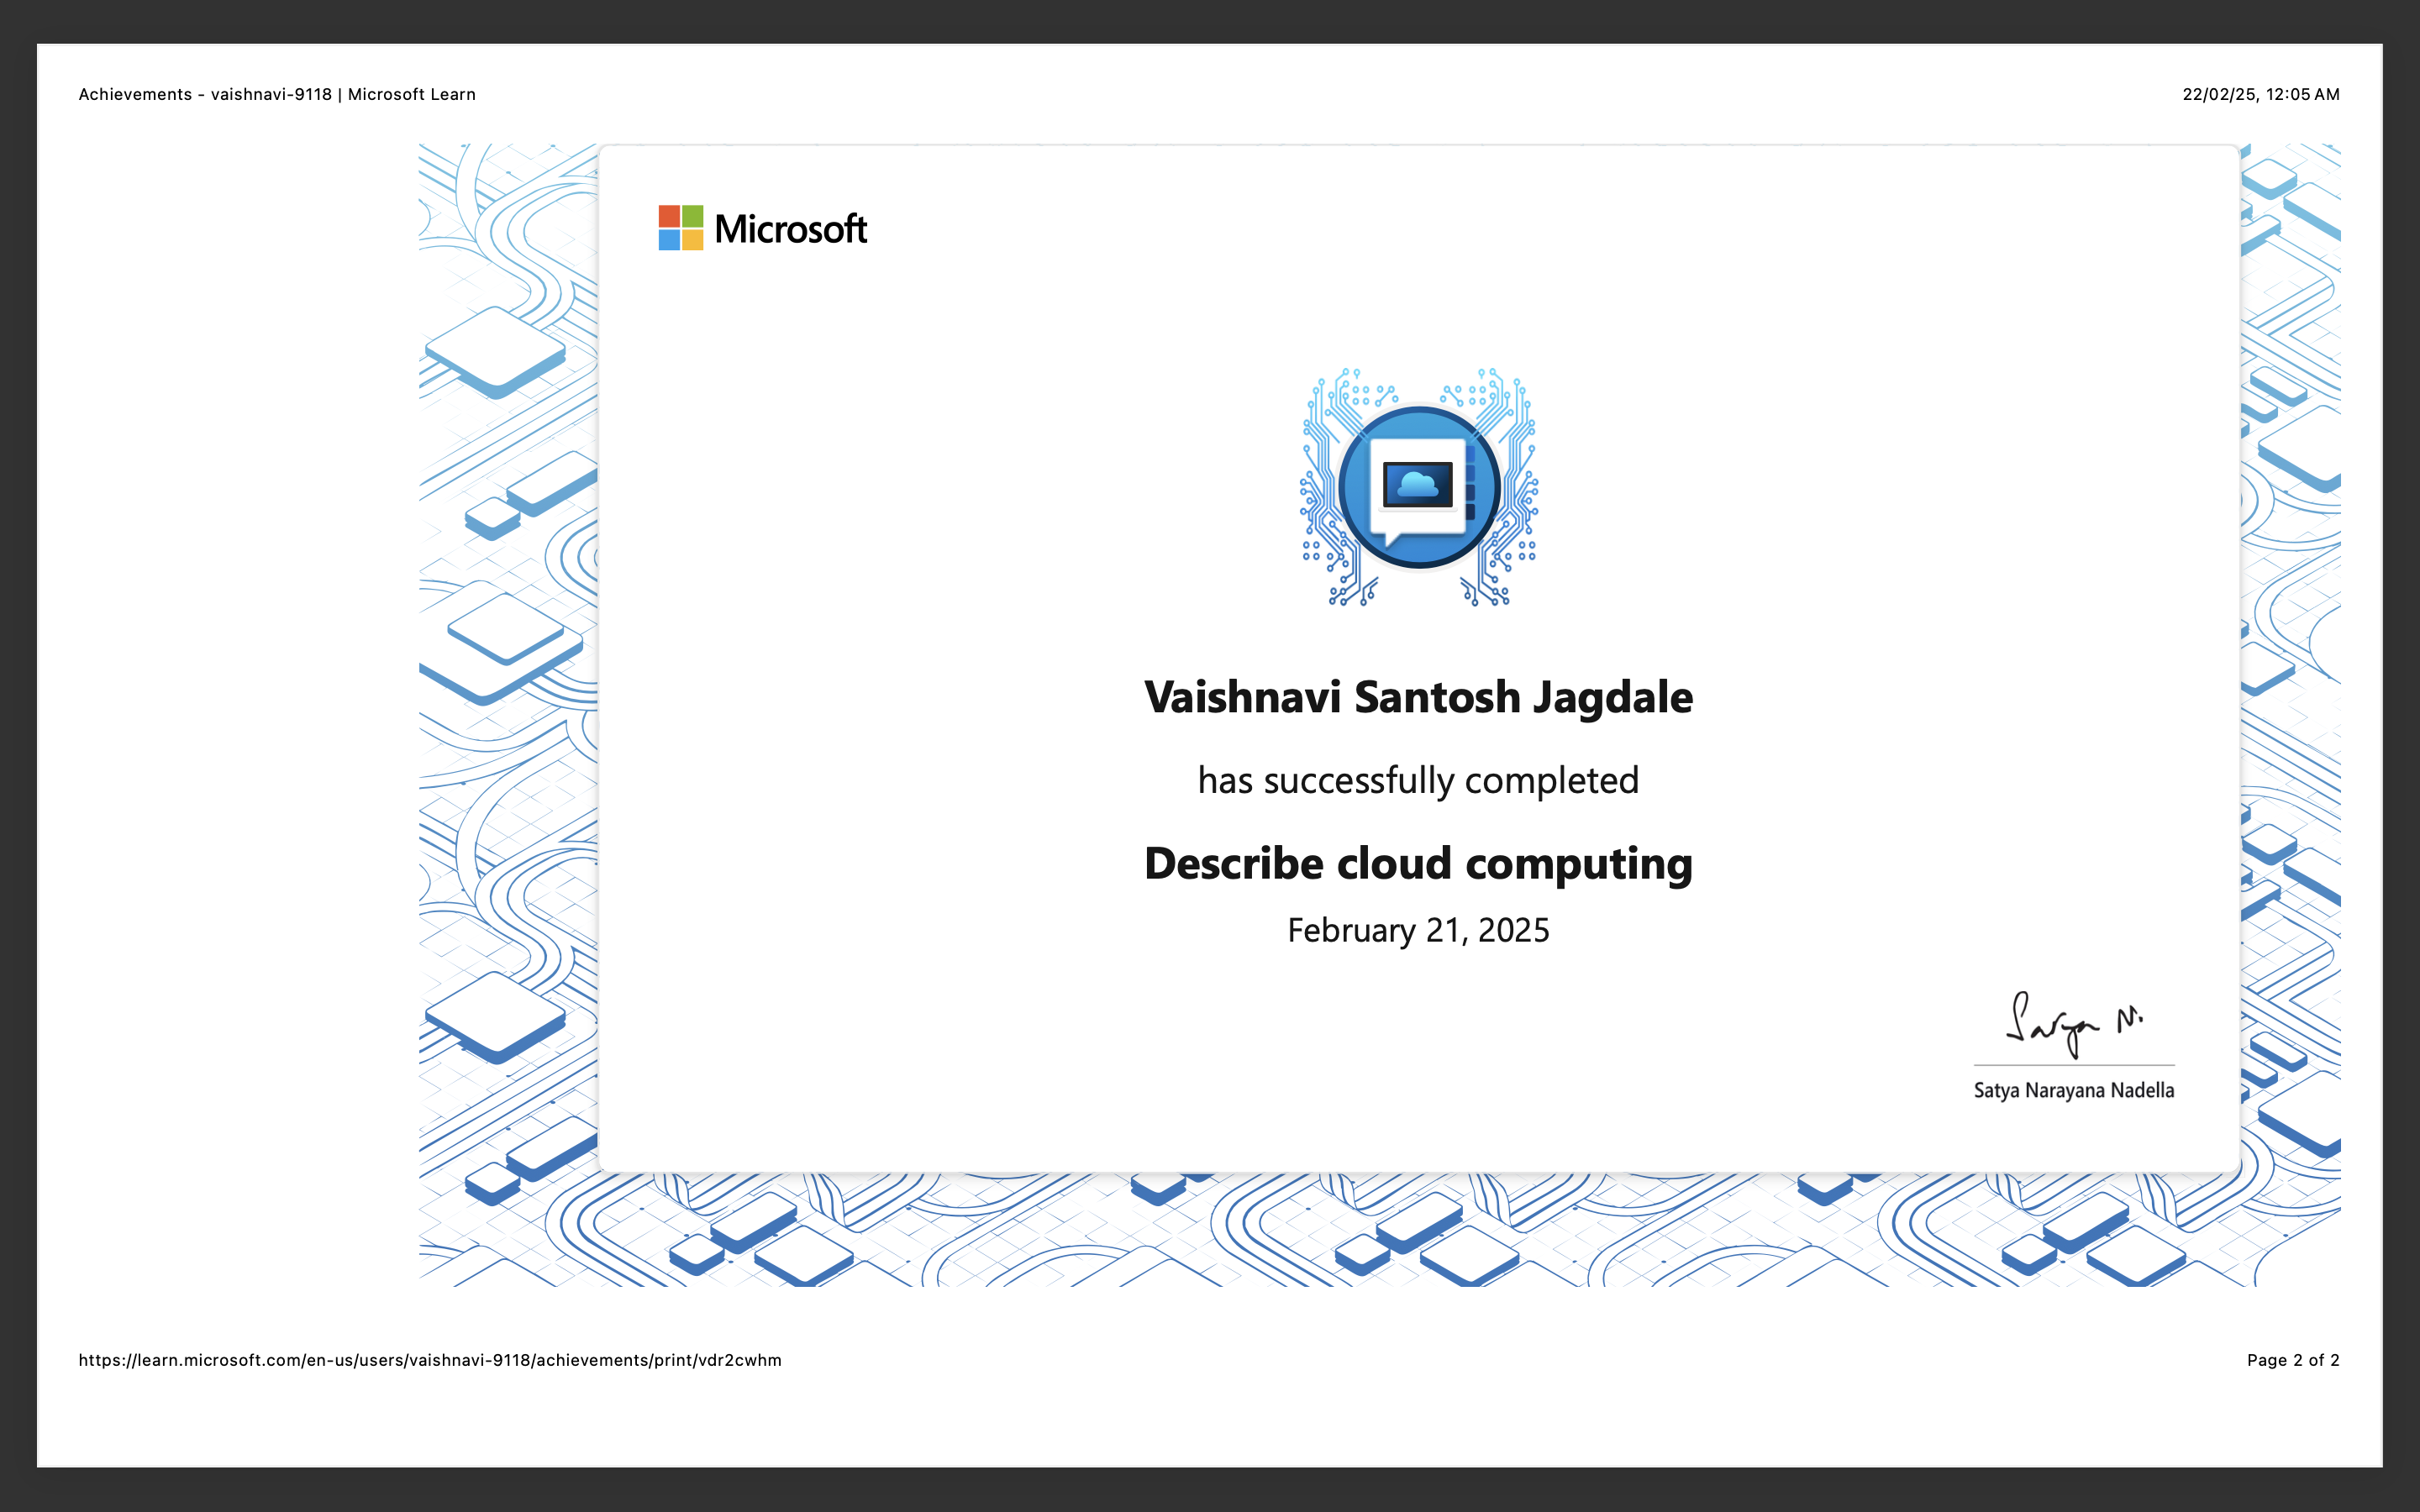 Achievements - vaishnavi-9118 | Microsoft Learn
22/02/25, 12:05 AM
Microsoft
Vaishnavi Santosh Jagdale
has successfully completed
Describe cloud computing
February 21, 2025
Satya N.
Satya Narayana Nadella
https://learn.microsoft.com/en-us/users/vaishnavi-9118/achievements/print/vdr2cwhm
Page 2 of 2